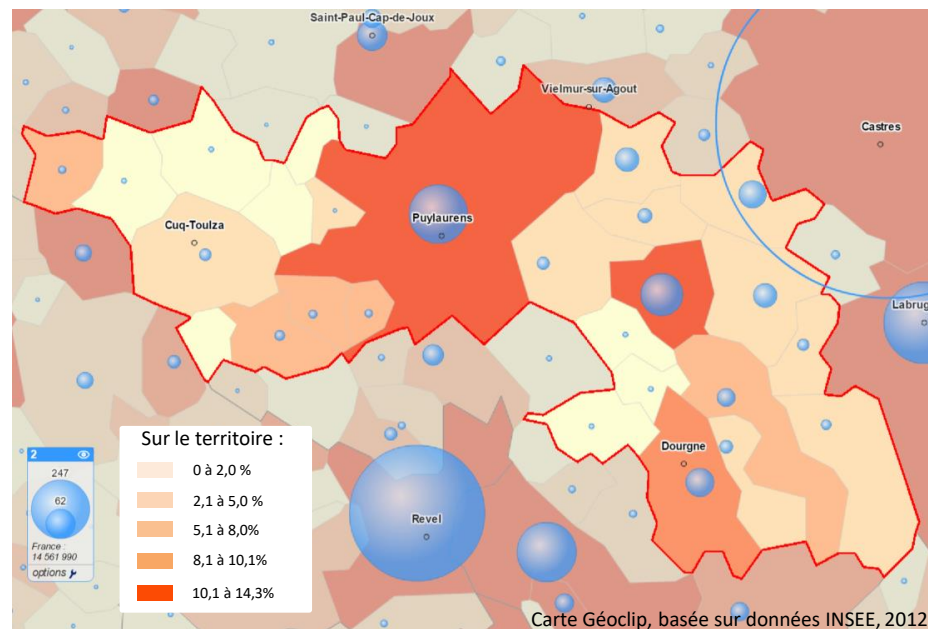 Saint-Paul-Cap-de-Joux
Vielmur-sur-Agout
Castres
Puylaurens
Cuq-Toulza
Labrug
Dourgne
Revel
2
247
62
France :
14 561 990
options
Sur le territoire :
0 à 2,0 %
2,1 à 5,0 %
5,1 à 8,0%
8,1 à 10,1%
10,1 à 14,3%
Carte Géoclip, basée sur données INSEE, 2012